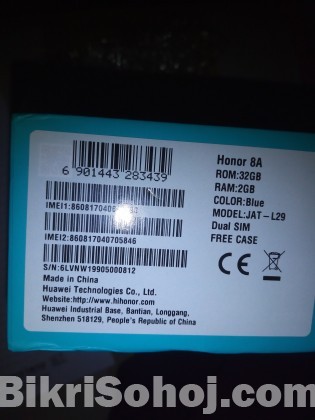 6 901443 283439
Honor 8A
ROM:32GB
RAM:2GB
COLOR:Blue
MODEL:JAT - L29
Dual SIM
FREE CASE
IMEI2:860817040705846
S/N:6LVNW19905000812
Made in China
Huawei Technologies Co., Ltd.
Website:http://www.hihonor.com
Huawei Industrial Base, Bantian, Longgang,
Shenzhen 518129, People's Republic of China
CE
BikriSohoj.com